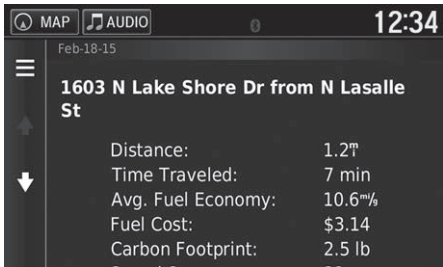 MAP AUDIO 12:34
Feb-18-15
1603 N Lake Shore Dr from N Lasalle
St
Distance: 1.2
Time Traveled: 7 min
Avg. Fuel Economy: 10.6
Fuel Cost: $3.14
Carbon Footprint: 2.5 lb